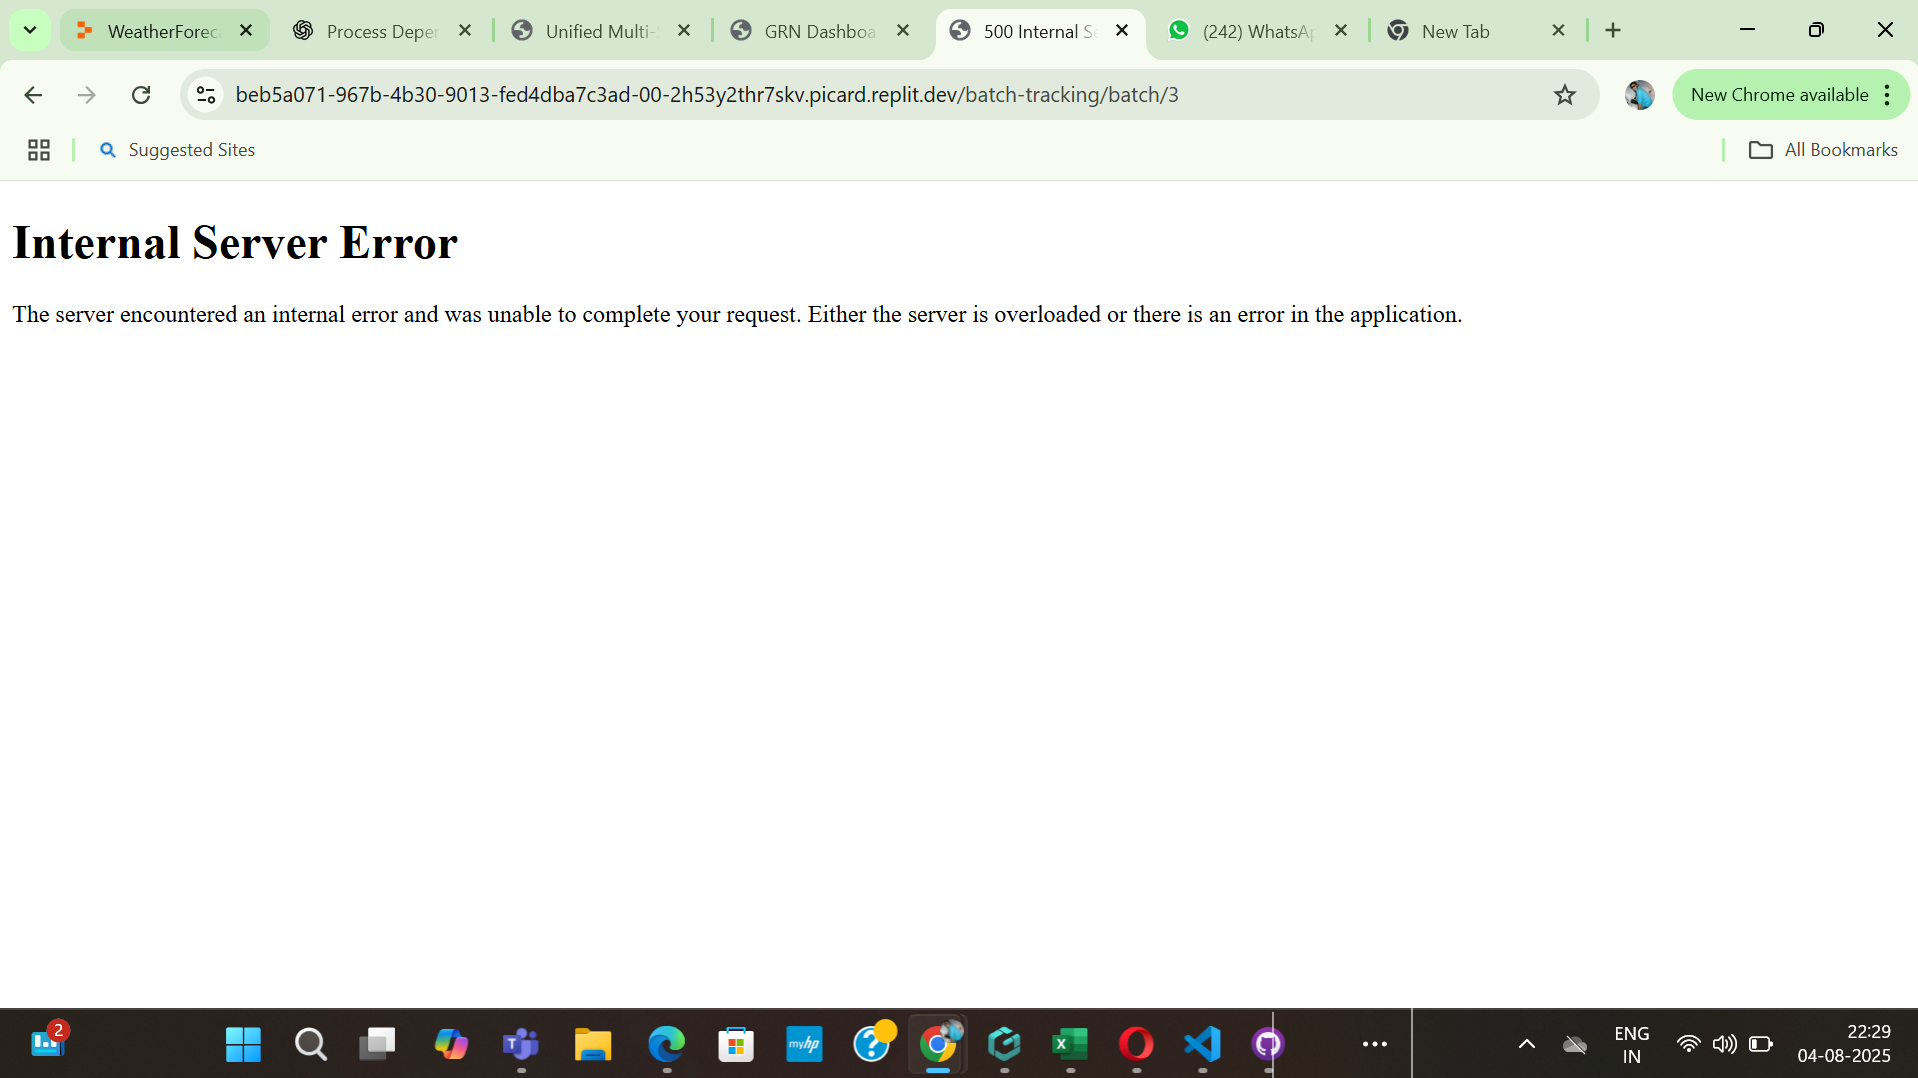 WeatherForec
Process Deper
Unified Multi-
GRN Dashboa
500 Internal Se
(242) WhatsAp
New Tab
beb5a071-967b-4b30-9013-fed4dba7c3ad-00-2h53y2thr7skv.picard.replit.dev/batch-tracking/batch/3
New Chrome available
Suggested Sites
All Bookmarks
Internal Server Error
The server encountered an internal error and was unable to complete your request. Either the server is overloaded or there is an error in the application.
2
myhp
ENG
IN
22:29
04-08-2025